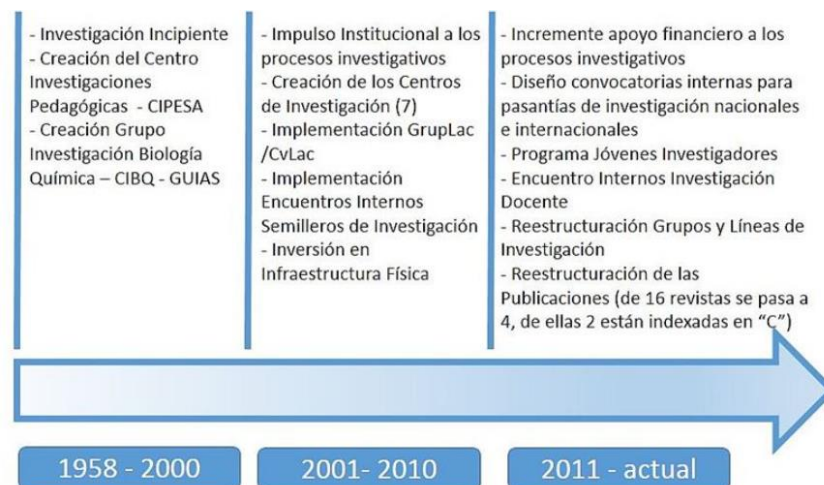 - Investigación Incipiente
- Creación del Centro
Investigaciones
Pedagógicas - CIPESA
- Creación Grupo
Investigación Biología
Química – CIBQ - GUIAS
- Impulso Institucional a los
procesos investigativos
- Creación de los Centros
de Investigación (7)
- Implementación GrupLac
/CvLac
- Implementación
Encuentros Internos
Semilleros de Investigación
- Inversión en
Infraestructura Física
- Incremente apoyo financiero a los
procesos investigativos
- Diseño convocatorias internas para
pasantías de investigación nacionales
e internacionales
- Programa Jóvenes Investigadores
- Encuentro Internos Investigación
Docente
- Reestructuración Grupos y Líneas de
Investigación
- Reestructuración de las
Publicaciones (de 16 revistas se pasa a
4, de ellas 2 están indexadas en “C”)
1958 - 2000
2001- 2010
2011 - actual